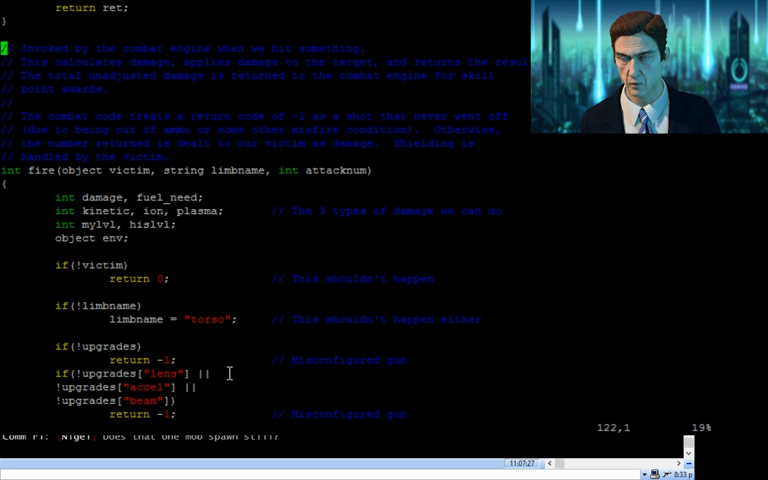 return ret;
}
/  Invoked by the combat engine when we hit something.
// This calculates damage, applies damage to the target, and returns the resul
// The total unadjusted damage is returned to the combat engine for skill
// point awards.
//
// The combat code treats a return code of -1 as a shot that never went off
// (due to being out of ammo or some other misfire condition).  Otherwise,
// the number returned is dealt to our victim as damage.  Shielding is
// handled by the victim.
int fire(object victim, string limbname, int attacknum)
{
int damage, fuel_need;
int kinetic, ion, plasma; // The 3 types of damage we can do
int mylvl, hislvl;
object env;
if(!victim)
return 0; // This shouldn't happen
if(!limbname)
limbname = "torso"; // This shouldn't happen either
if(!upgrades)
return -1; // Misconfigured gun
if(!upgrades["lens"] ||
!upgrades["accel"] ||
!upgrades["beam"])
return -1; // Misconfigured gun
122,1 19%
Comm F1: [Nigel] Does that one mob spawn still?
11:07:27
8:33 p